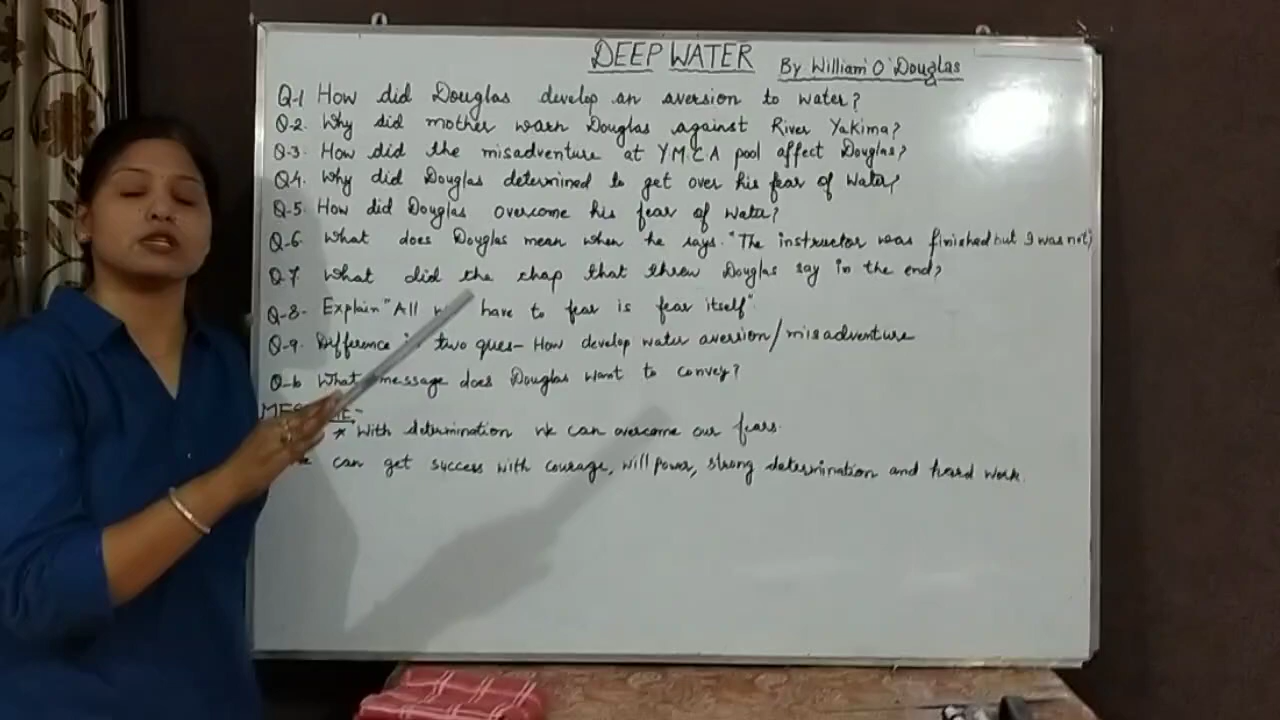 DEEP WATER By William O' Douglas
Q-1 How did Douglas develop an aversion to water?
Q-2. Why did mother warn Douglas against River Yakima?
Q-3. How did the misadventure at Y.M.C.A pool affect Douglas?
Q-4. Why did Douglas determined to get over his fear of water?
Q-5. How did Douglas overcome his fear of water?
Q-6. What does Douglas mean when he says. "The instructor was finished but I was not"?
Q-7. What did the chap that threw Douglas say in the end?
Q-8- Explain "All have to fear is fear itself".
Q-9. Difference two ques- How develop water aversion/misadventure
What message does Douglas want to convey?
* With determination we can overcome our fears.
can get success with courage, will power, strong determination and hard work.